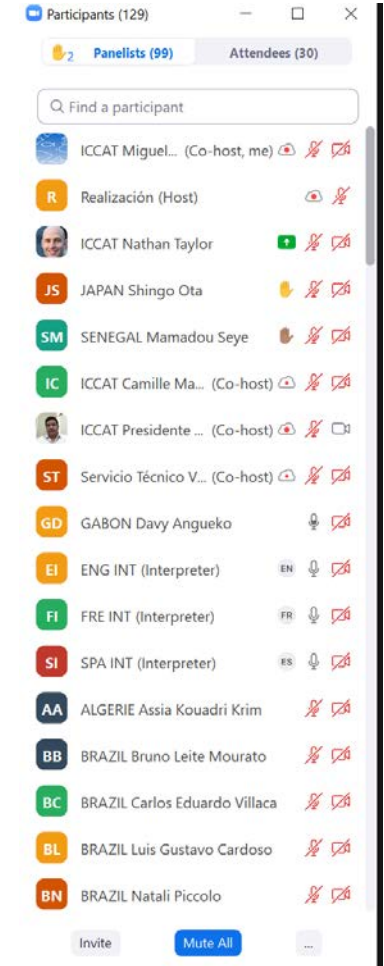 Participants (129)
2 Panelists (99) Attendees (30)
Find a participant
ICCAT Miguel... (Co-host, me)
R Realización (Host)
ICCAT Nathan Taylor
JS JAPAN Shingo Ota
SM SENEGAL Mamadou Seye
IC ICCAT Camille Ma... (Co-host)
ICCAT Presidente ... (Co-host)
ST Servicio Técnico V... (Co-host)
GD GABON Davy Angueko
EI ENG INT (Interpreter) EN
FI FRE INT (Interpreter) FR
SI SPA INT (Interpreter) ES
AA ALGERIE Assia Kouadri Krim
BB BRAZIL Bruno Leite Mourato
BC BRAZIL Carlos Eduardo Villaca
BL BRAZIL Luis Gustavo Cardoso
BN BRAZIL Natali Piccolo
Invite Mute All ...